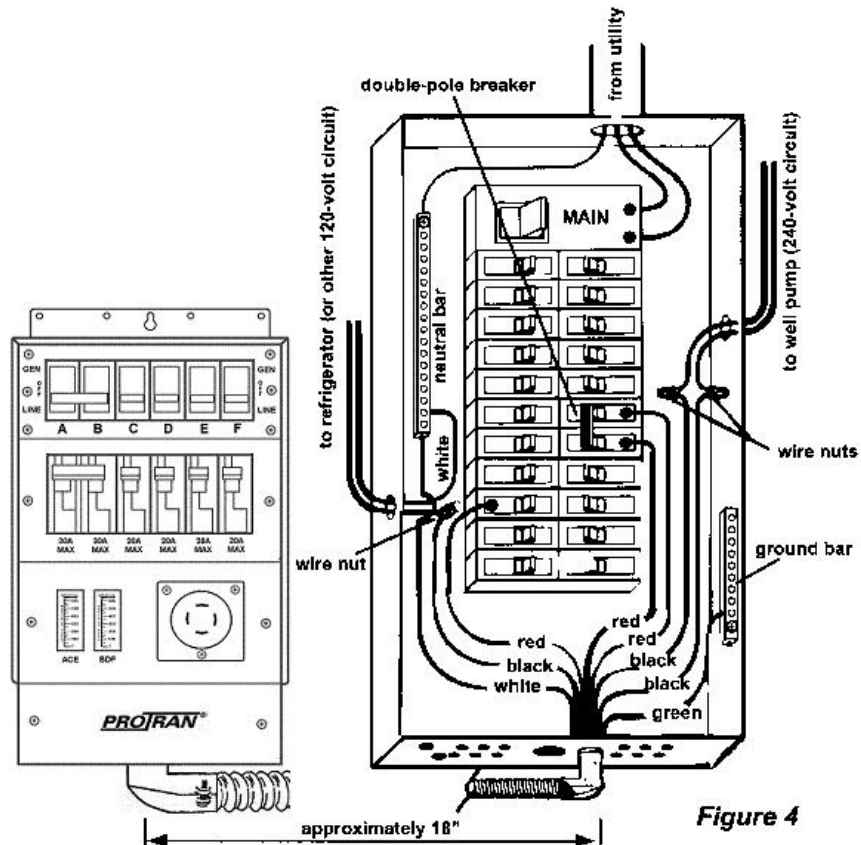 from utility
double-pole breaker
to refrigerator (or other 120-volt circuit)
to well pump (240-volt circuit)
MAIN
neutral bar
white
wire nuts
wire nut
ground bar
red
black
white
red
red
black
black
green
GEN
OFF
LINE
GEN
OFF
LINE
A B C D E F
30A MAX
30A MAX
20A MAX
20A MAX
20A MAX
20A MAX
ACE
BDF
PROTRAN®
approximately 18"
Figure 4